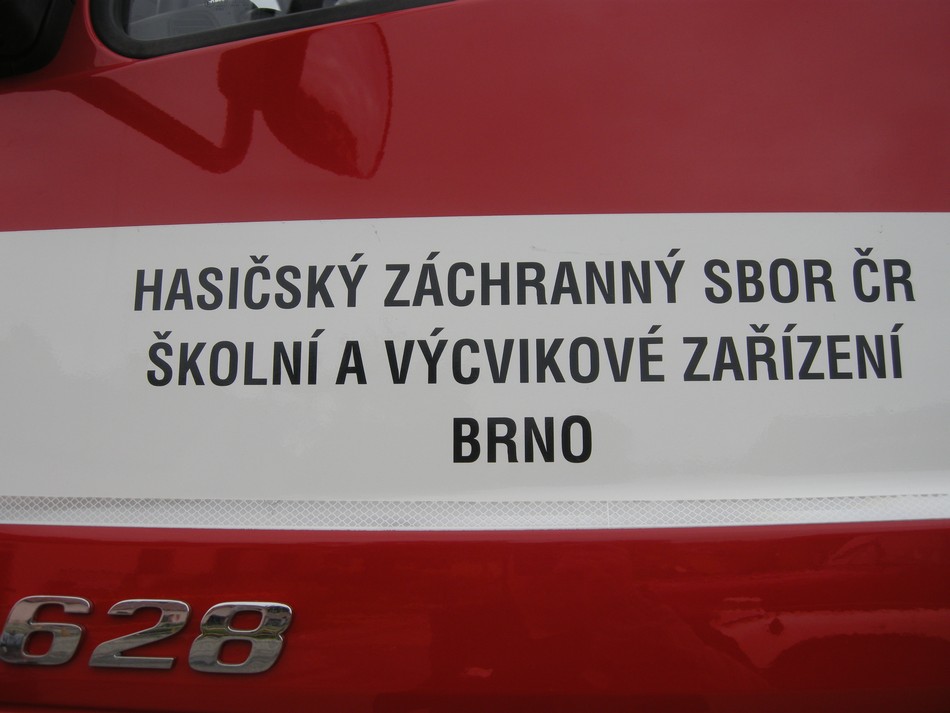 HASIČSKÝ ZÁCHRANNÝ SBOR ČR
ŠKOLNÍ A VÝCVIKOVÉ ZAŘÍZENÍ
BRNO
628